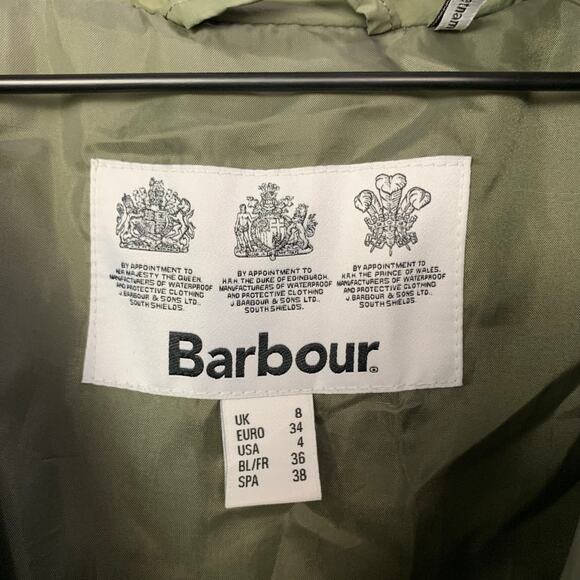 etnam
BY APPOINTMENT TO
HER MAJESTY THE QUEEN.
MANUFACTURERS OF WATERPROOF
AND PROTECTIVE CLOTHING
J. BARBOUR & SONS LTD.,
SOUTH SHIELDS.
BY APPOINTMENT TO
H.R.H. THE DUKE OF EDINBURGH.
MANUFACTURERS OF WATERPROOF
AND PROTECTIVE CLOTHING
J. BARBOUR & SONS LTD.,
SOUTH SHIELDS.
BY APPOINTMENT TO
H.R.H. THE PRINCE OF WALES.
MANUFACTURERS OF WATERPROOF
AND PROTECTIVE CLOTHING
J. BARBOUR & SONS LTD.,
SOUTH SHIELDS.
Barbour
UK 8
EURO 34
USA 4
BL/FR 36
SPA 38